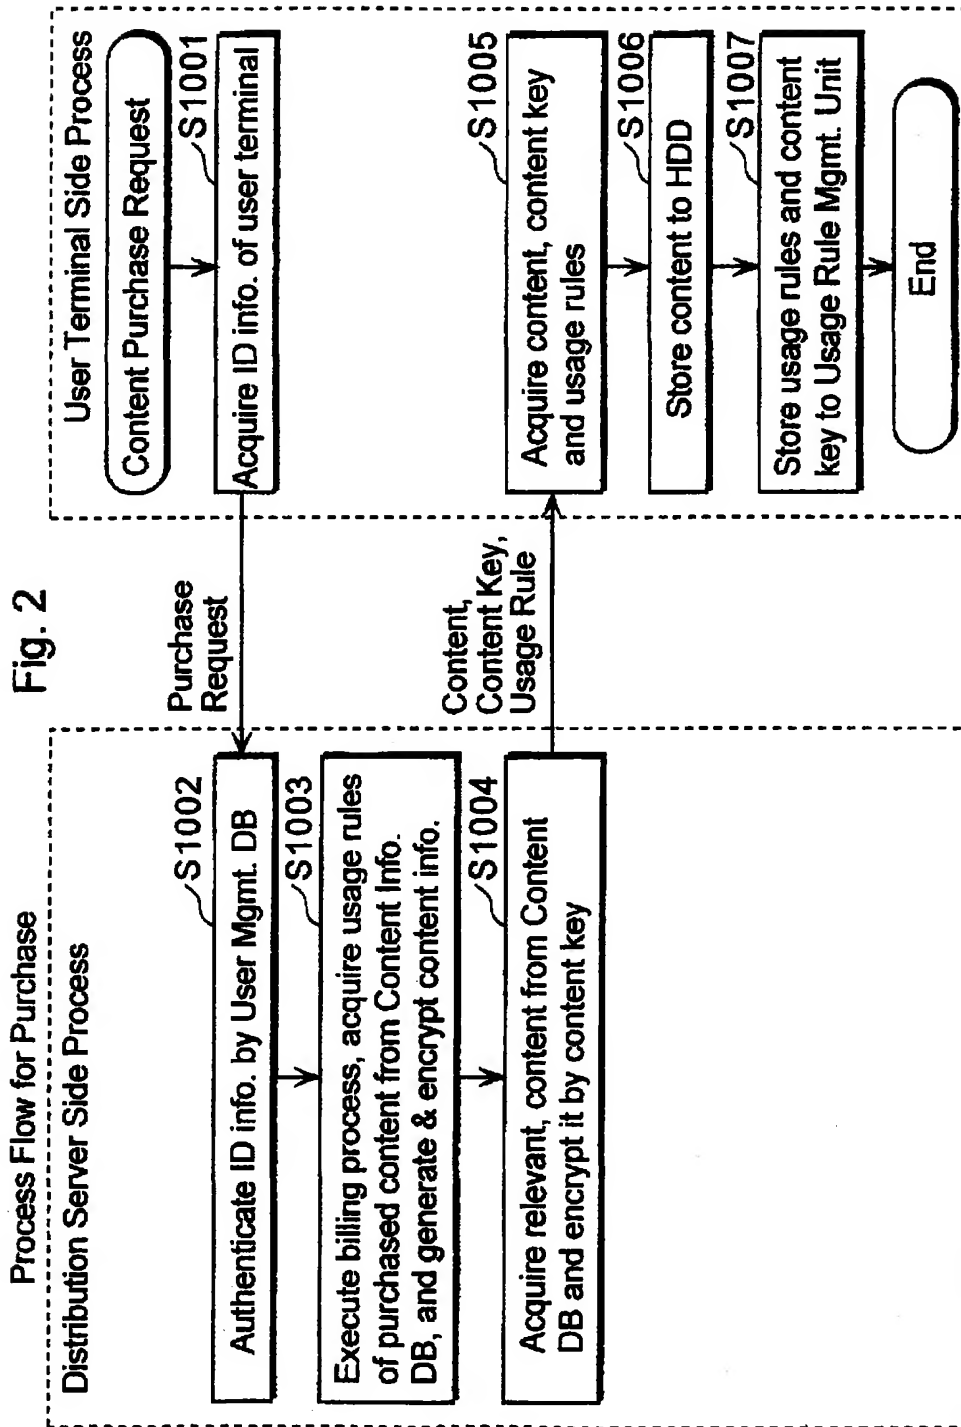 Fig. 2
Process Flow for Purchase
Distribution Server Side Process
S1002
Authenticate ID info. by User Mgmt. DB
S1003
Execute billing process, acquire usage rules
of purchased content from Content Info.
DB, and generate & encrypt content info.
S1004
Acquire relevant, content from Content
DB and encrypt it by content key
Purchase
Request
Content,
Content Key,
Usage Rule
User Terminal Side Process
Content Purchase Request
S1001
Acquire ID info. of user terminal
S1005
Acquire content, content key
and usage rules
S1006
Store content to HDD
S1007
Store usage rules and content
key to Usage Rule Mgmt. Unit
End